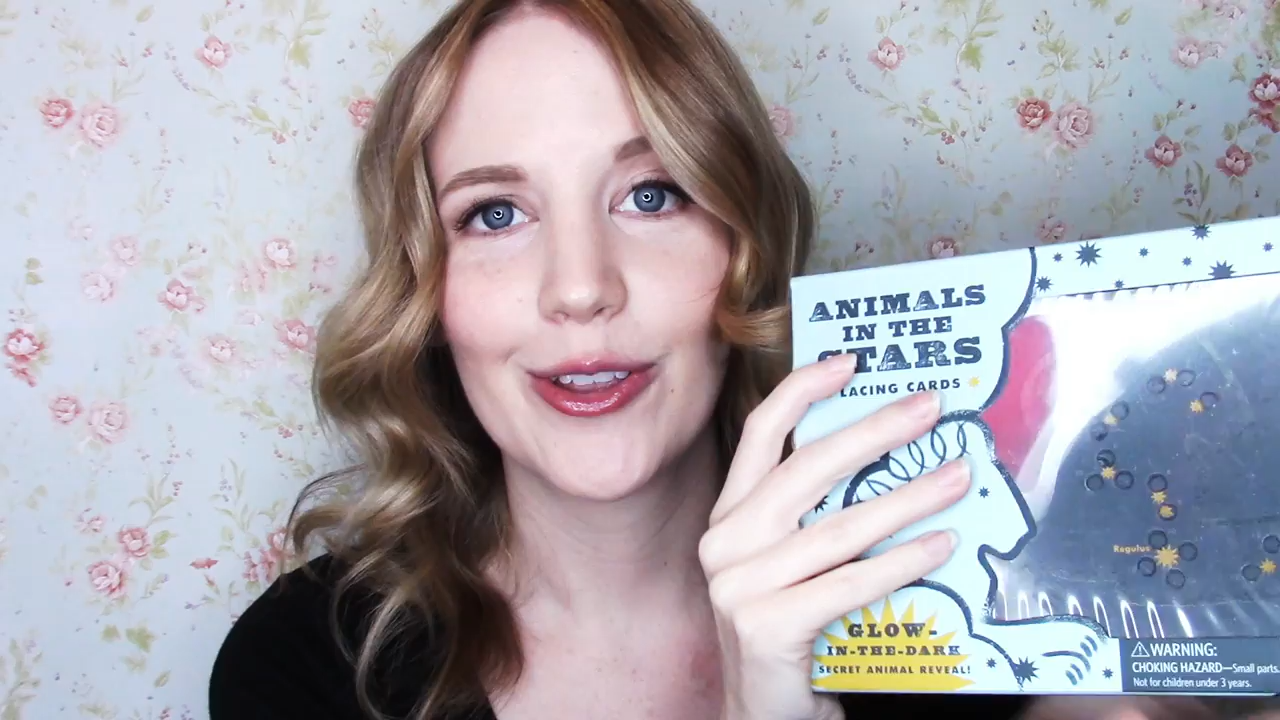 ANIMALS
IN THE
STARS
LACING CARDS
Regulus
GLOW-
IN-THE-DARK
SECRET ANIMAL REVEAL!
⚠WARNING:
CHOKING HAZARD—Small parts.
Not for children under 3 years.